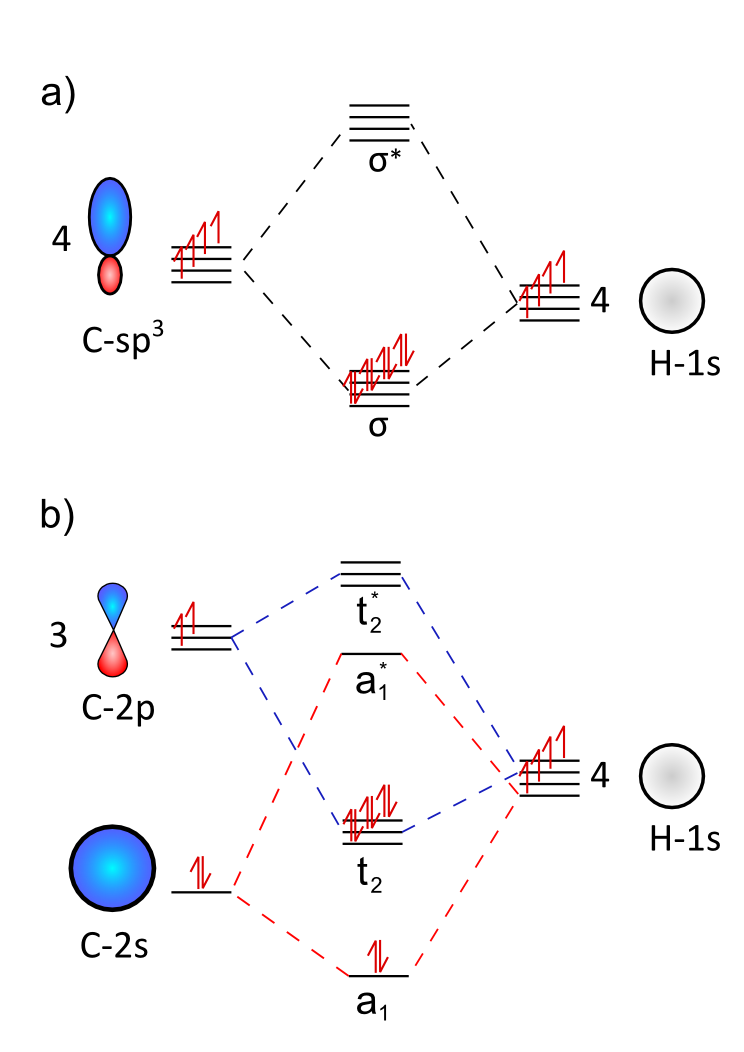 a)
σ*
4
C-sp³
4
H-1s
σ
b)
t₂*
3
a₁*
C-2p
4
H-1s
t₂
C-2s
a₁